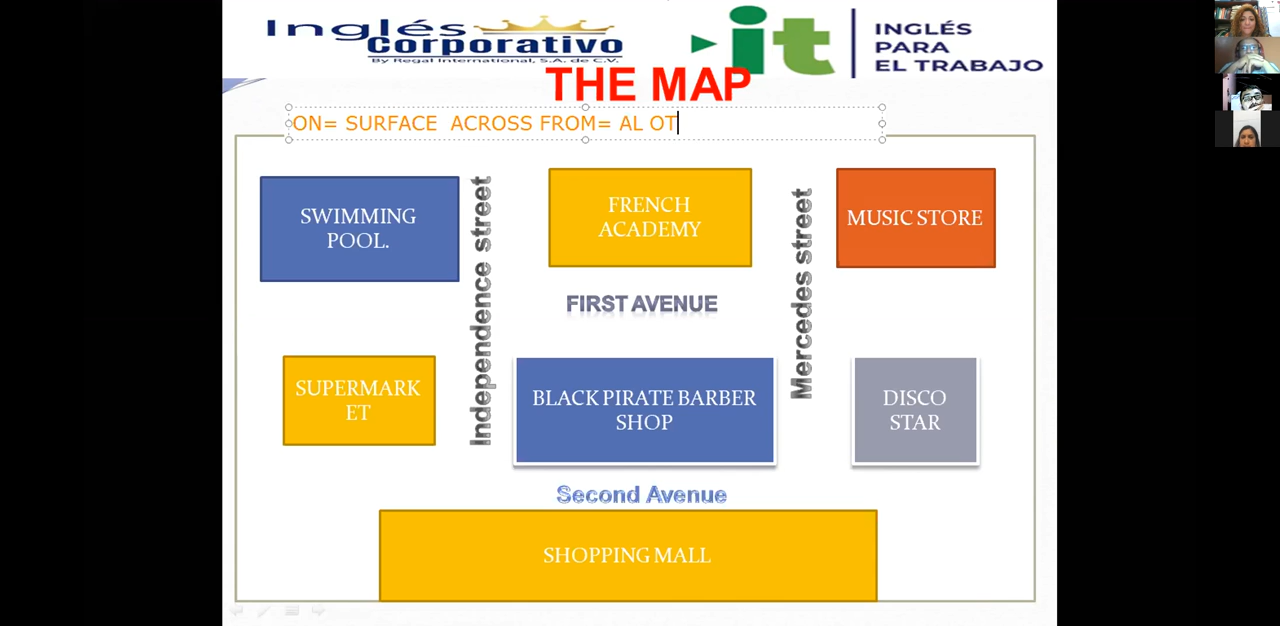 Inglés
Corporativo
By Regal International, S.A. de C.V.
it
INGLÉS
PARA
EL TRABAJO
THE MAP
ON= SURFACE  ACROSS FROM= AL OT
SWIMMING
POOL.
Independence street
FRENCH
ACADEMY
Mercedes street
MUSIC STORE
FIRST AVENUE
SUPERMARK
ET
BLACK PIRATE BARBER
SHOP
DISCO
STAR
Second Avenue
SHOPPING MALL